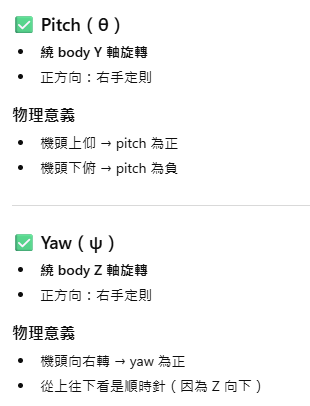 ✅ Pitch（θ）
• 繞 body Y 軸旋轉
• 正方向：右手定則
物理意義
• 機頭上仰 → pitch 為正
• 機頭下俯 → pitch 為負
✅ Yaw（ψ）
• 繞 body Z 軸旋轉
• 正方向：右手定則
物理意義
• 機頭向右轉 → yaw 為正
• 從上往下看是順時針（因為 Z 向下）